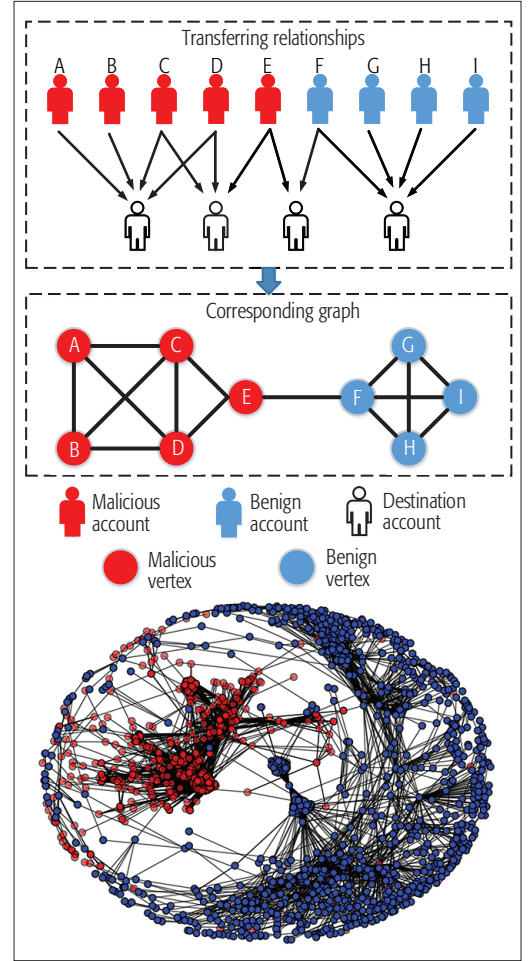 Transferring relationships
A B C D E F G H I
Corresponding graph
A C G
E F I
B D H
Malicious account
Benign account
Destination account
Malicious vertex
Benign vertex